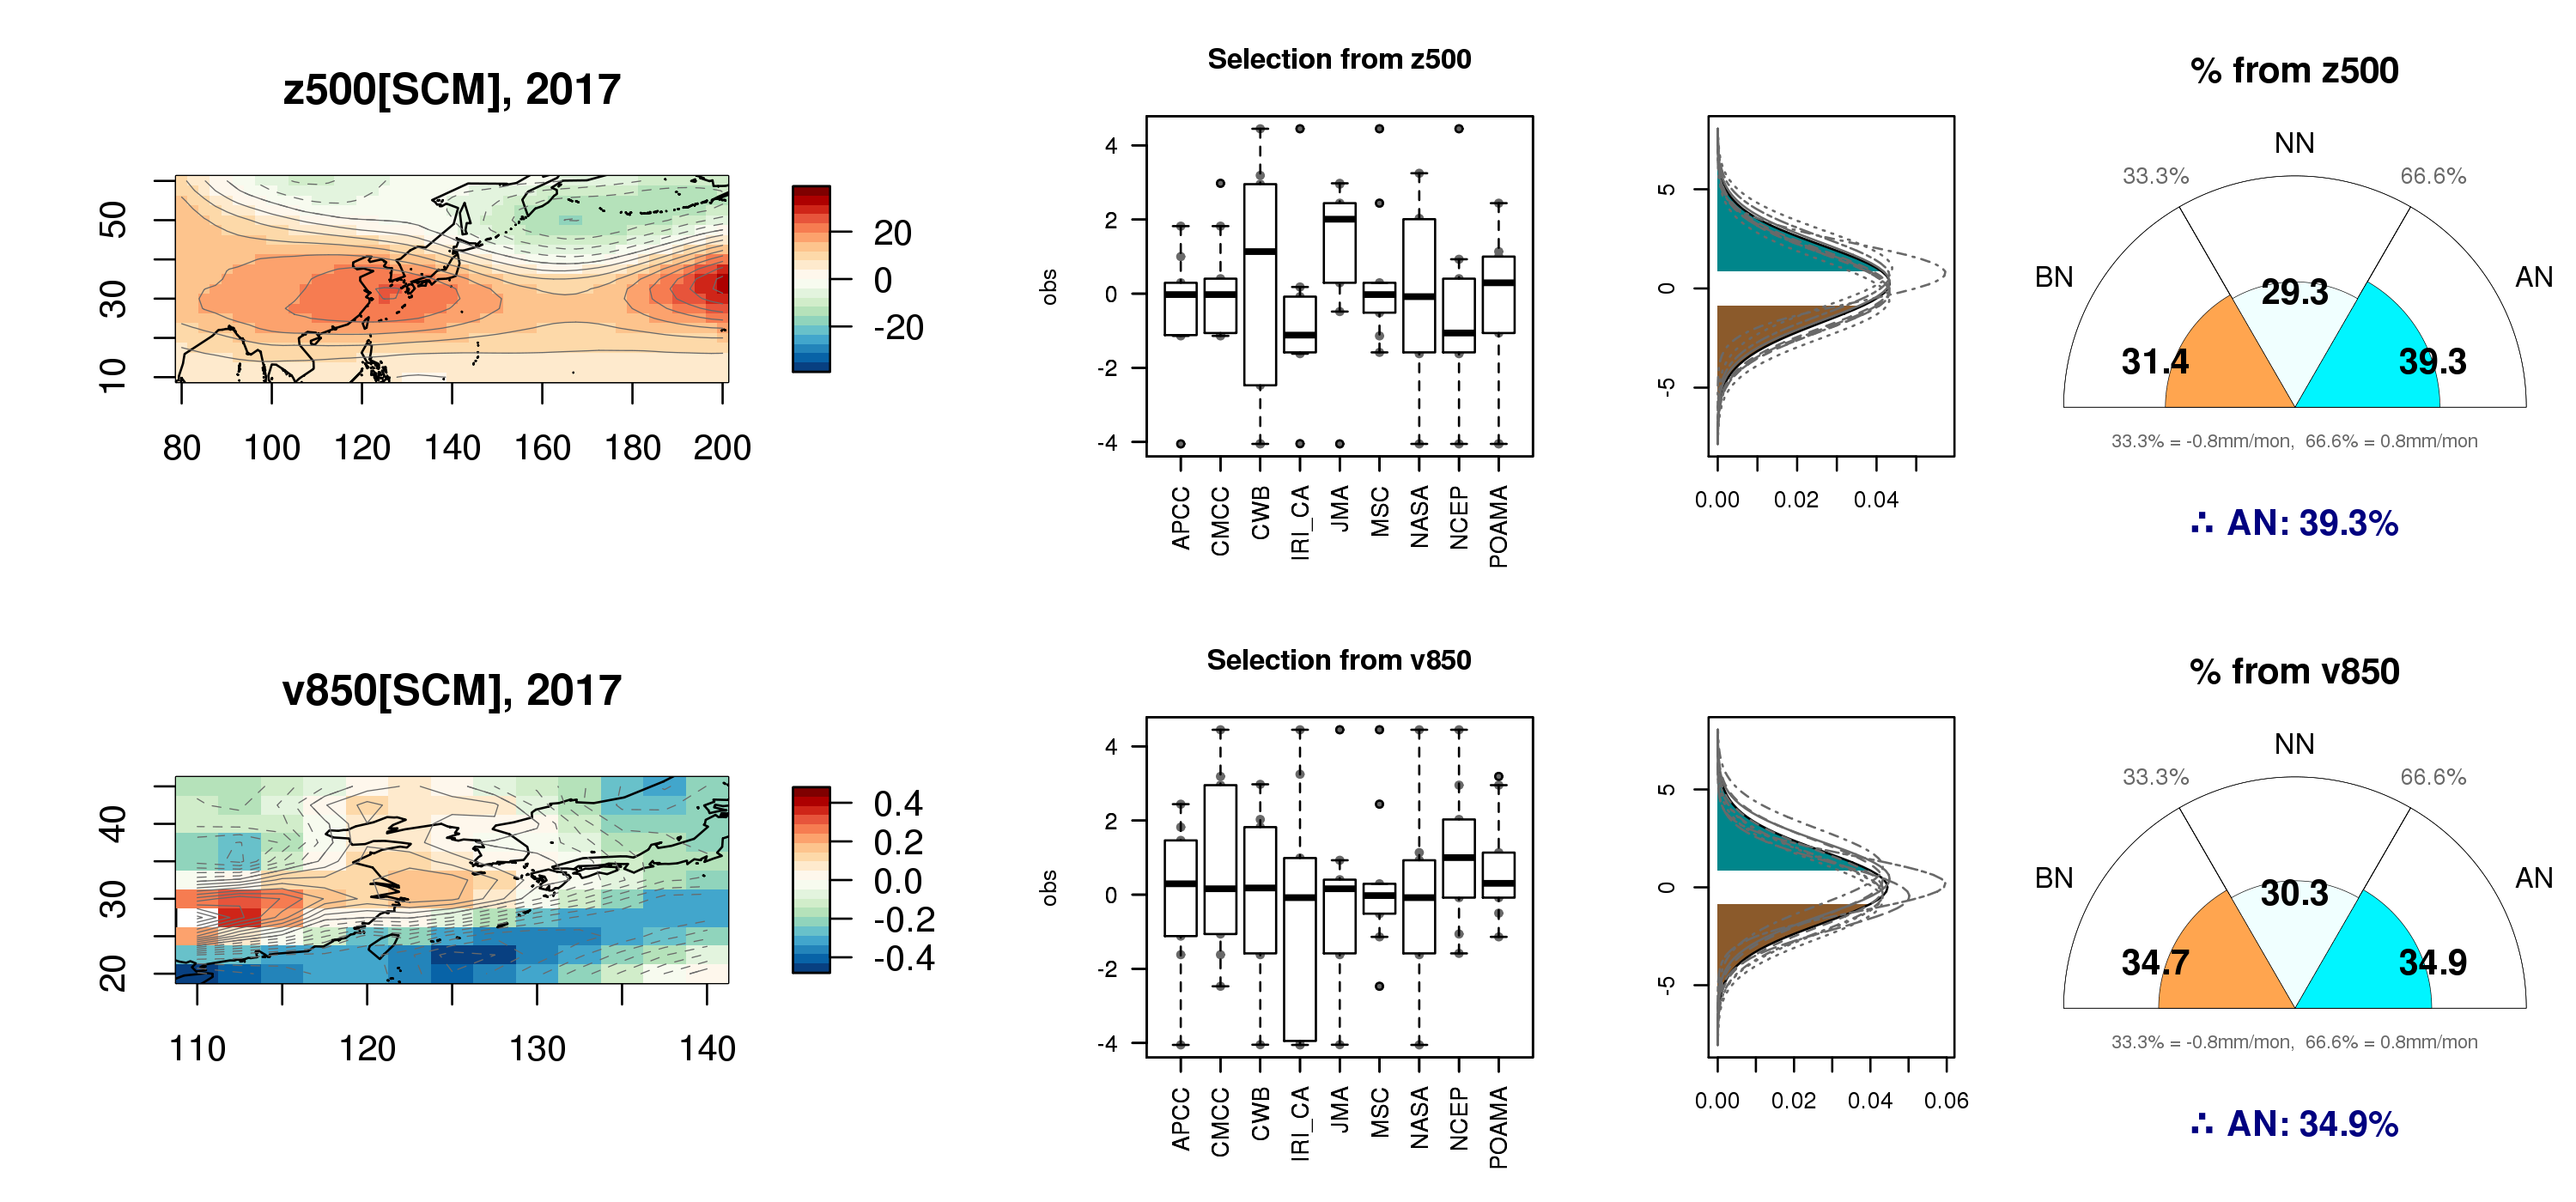 z500[SCM], 2017
50
30
10
80 100 120 140 160 180 200
20
0
-20
Selection from z500
obs
4
2
0
-2
-4
APCC CMCC CWB IRI_CA JMA MSC NASA NCEP POAMA
5
0
-5
0.00 0.02 0.04
% from z500
NN
33.3% 66.6%
BN AN
29.3
31.4 39.3
33.3% = -0.8mm/mon, 66.6% = 0.8mm/mon
∴ AN: 39.3%
v850[SCM], 2017
40
30
20
110 120 130 140
0.4
0.2
0.0
-0.2
-0.4
Selection from v850
obs
4
2
0
-2
-4
APCC CMCC CWB IRI_CA JMA MSC NASA NCEP POAMA
5
0
-5
0.00 0.02 0.04 0.06
% from v850
NN
33.3% 66.6%
BN AN
30.3
34.7 34.9
33.3% = -0.8mm/mon, 66.6% = 0.8mm/mon
∴ AN: 34.9%